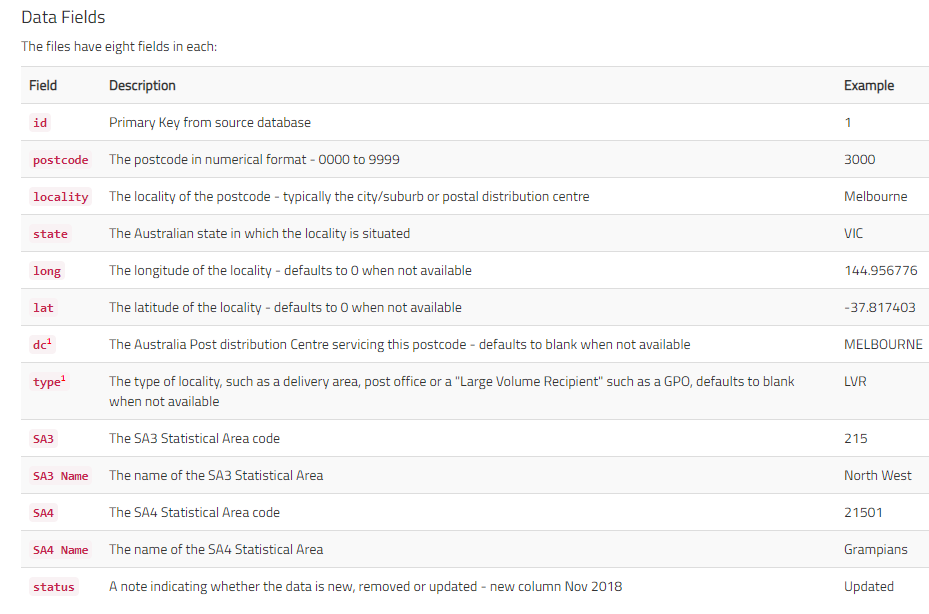 Data Fields
The files have eight fields in each:
Field Description Example
id Primary Key from source database 1
postcode The postcode in numerical format - 0000 to 9999 3000
locality The locality of the postcode - typically the city/suburb or postal distribution centre Melbourne
state The Australian state in which the locality is situated VIC
long The longitude of the locality - defaults to 0 when not available 144.956776
lat The latitude of the locality - defaults to 0 when not available -37.817403
dc¹ The Australia Post distribution Centre servicing this postcode - defaults to blank when not available MELBOURNE
type¹ The type of locality, such as a delivery area, post office or a "Large Volume Recipient" such as a GPO, defaults to blank LVR
when not available
SA3 The SA3 Statistical Area code 215
SA3 Name The name of the SA3 Statistical Area North West
SA4 The SA4 Statistical Area code 21501
SA4 Name The name of the SA4 Statistical Area Grampians
status A note indicating whether the data is new, removed or updated - new column Nov 2018 Updated